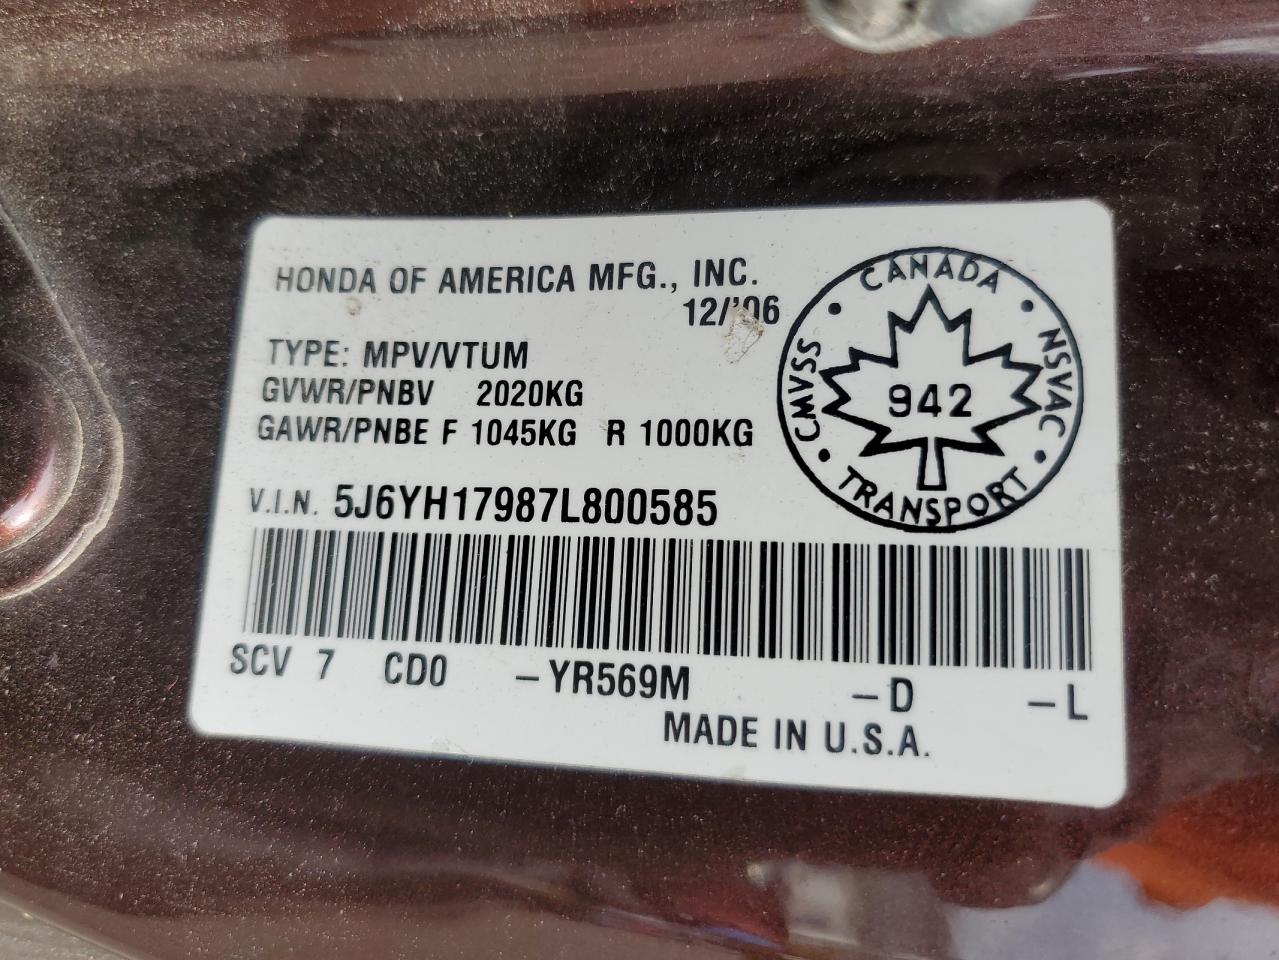 HONDA OF AMERICA MFG., INC.
12/'06
TYPE: MPV/VTUM
GVWR/PNBV 2020KG
GAWR/PNBE F 1045KG R 1000KG
V.I.N. 5J6YH17987L800585
CANADA
NSVAC
TRANSPORT
CMVSS
942
SCV 7 CD0 -YR569M -D -L
MADE IN U.S.A.